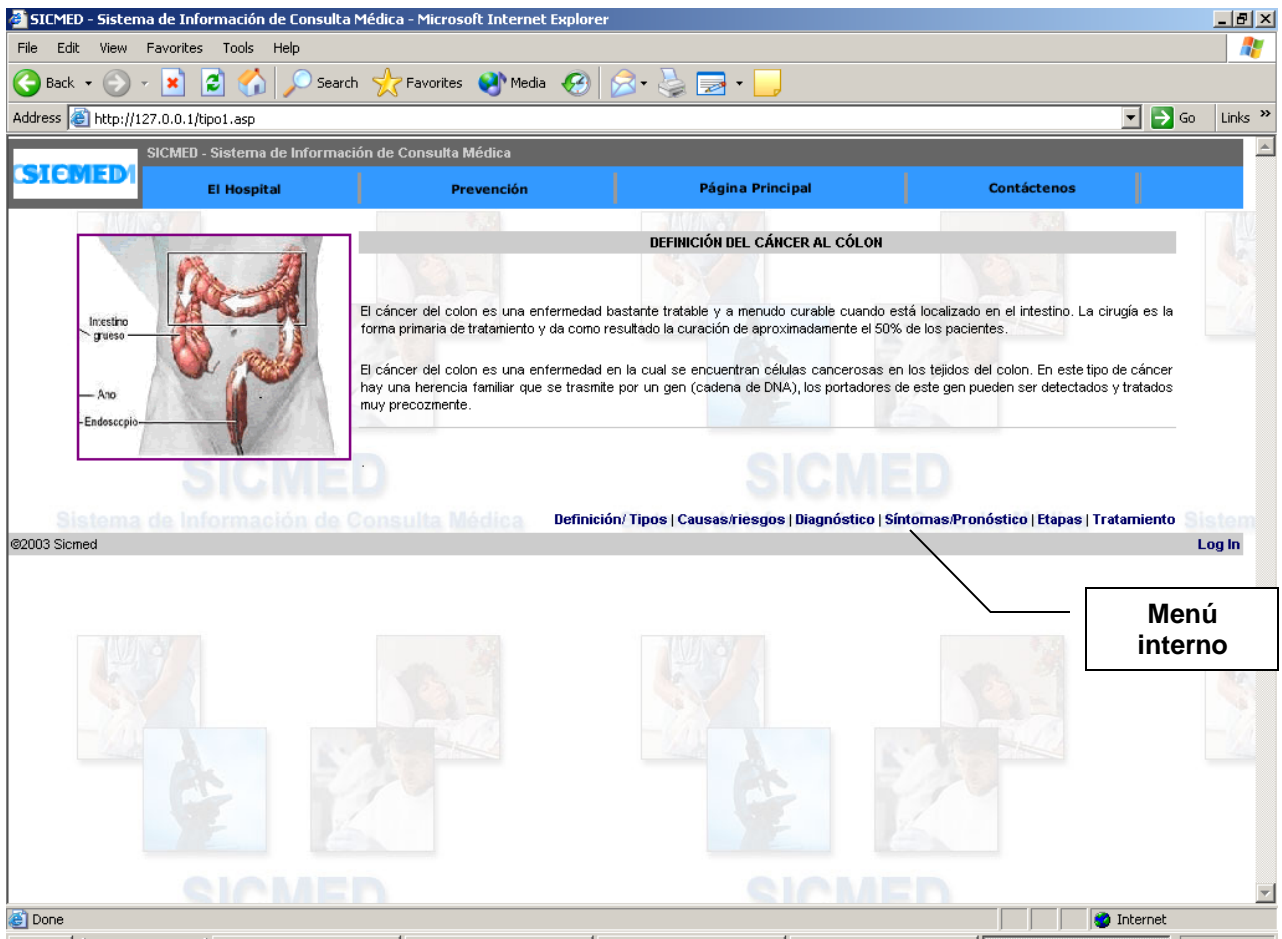 SICMED - Sistema de Información de Consulta Médica - Microsoft Internet Explorer
File Edit View Favorites Tools Help
Back Search Favorites Media
Address http://127.0.0.1/tipo1.asp Go Links »
SICMED - Sistema de Información de Consulta Médica
SICMED
El Hospital Prevención Página Principal Contáctenos
DEFINICIÓN DEL CÁNCER AL CÓLON
Intestino
grueso
Ano
Endoscopio
El cáncer del colon es una enfermedad bastante tratable y a menudo curable cuando está localizado en el intestino. La cirugía es la
forma primaria de tratamiento y da como resultado la curación de aproximadamente el 50% de los pacientes.
El cáncer del colon es una enfermedad en la cual se encuentran células cancerosas en los tejidos del colon. En este tipo de cáncer
hay una herencia familiar que se trasmite por un gen (cadena de DNA), los portadores de este gen pueden ser detectados y tratados
muy precozmente.
.
SICMED SICMED
Sistema de Información de Consulta Médica
Definición/ Tipos | Causas/riesgos | Diagnóstico | Síntomas/Pronóstico | Etapas | Tratamiento
Sistem
©2003 Sicmed Log In
Menú
interno
SICMED SICMED
Done Internet